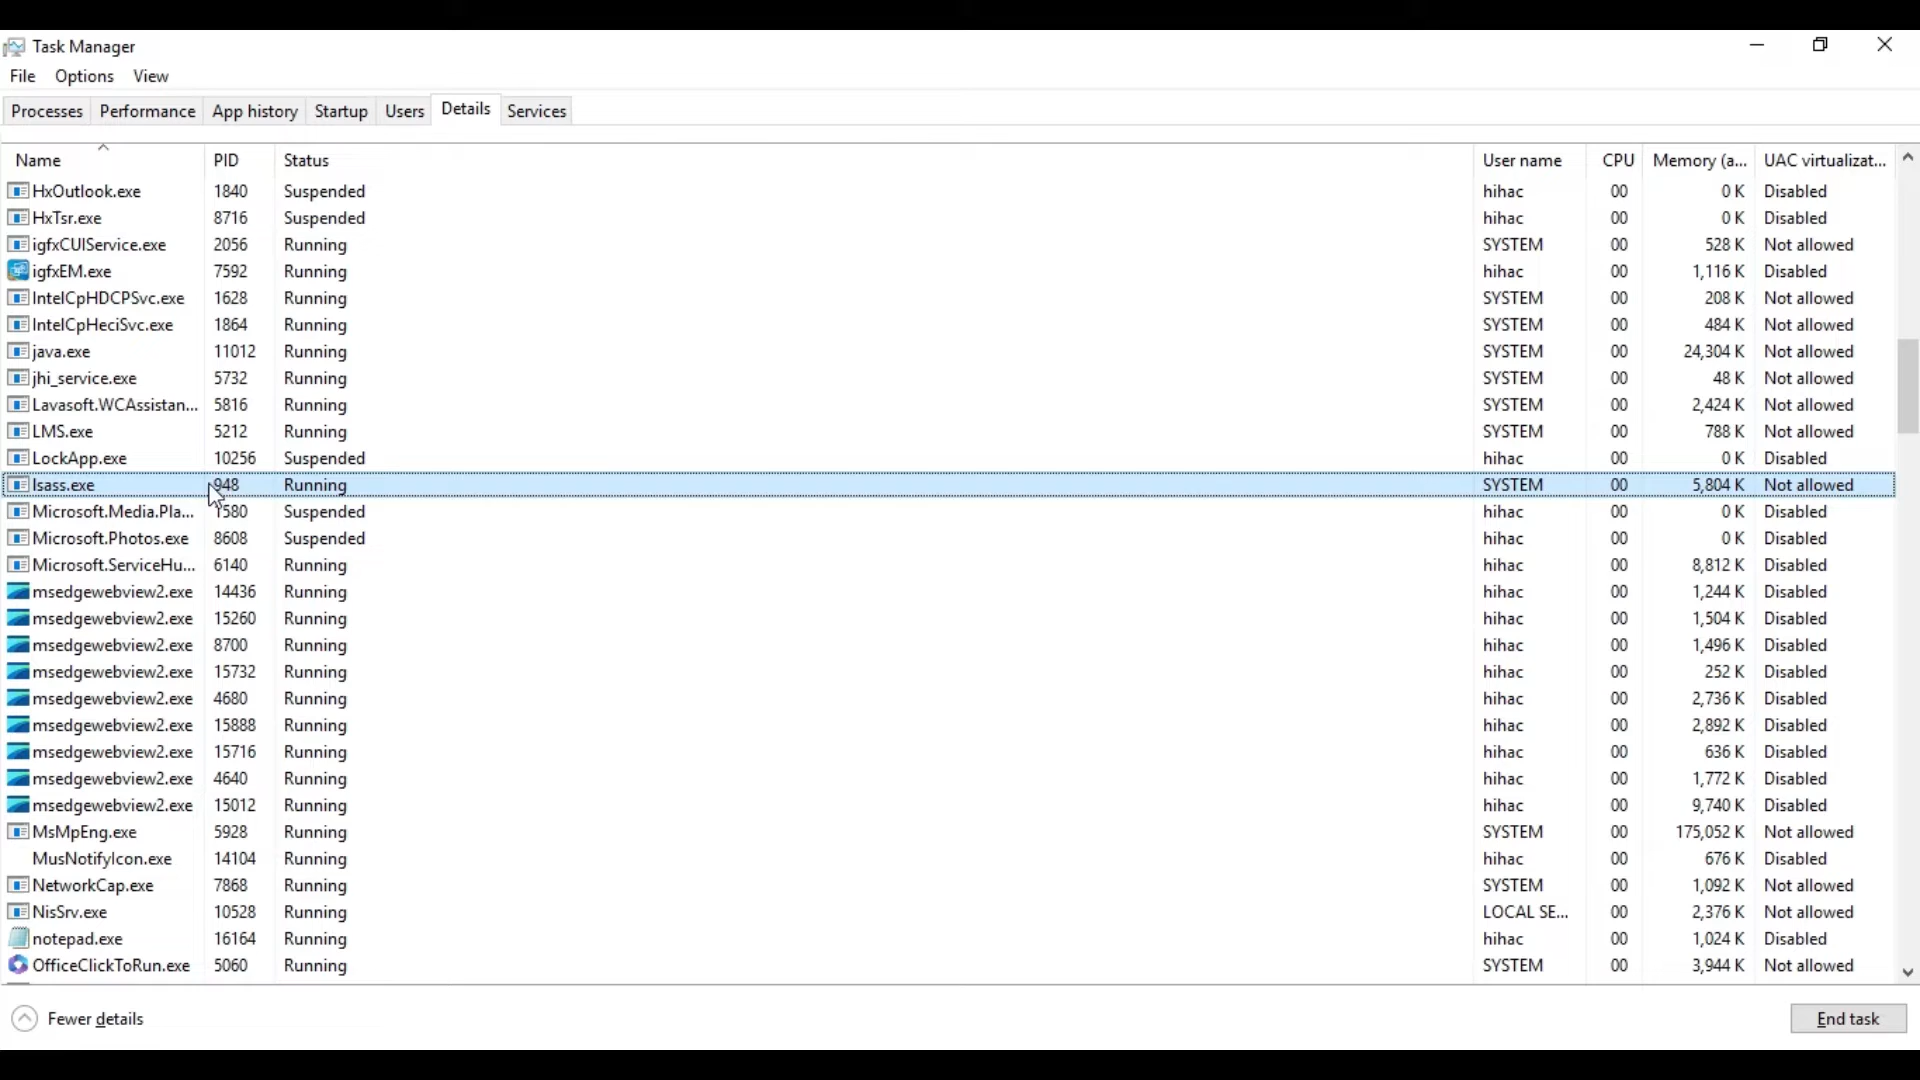 Task Manager
File Options View
Processes Performance App history Startup Users Details Services
Name PID Status User name CPU Memory (a... UAC virtualizat...
HxOutlook.exe 1840 Suspended hihac 00 0 K Disabled
HxTsr.exe 8716 Suspended hihac 00 0 K Disabled
igfxCUIService.exe 2056 Running SYSTEM 00 528 K Not allowed
igfxEM.exe 7592 Running hihac 00 1,116 K Disabled
IntelCpHDCPSvc.exe 1628 Running SYSTEM 00 208 K Not allowed
IntelCpHeciSvc.exe 1864 Running SYSTEM 00 484 K Not allowed
java.exe 11012 Running SYSTEM 00 24,304 K Not allowed
jhi_service.exe 5732 Running SYSTEM 00 48 K Not allowed
Lavasoft.WCAssistan... 5816 Running SYSTEM 00 2,424 K Not allowed
LMS.exe 5212 Running SYSTEM 00 788 K Not allowed
LockApp.exe 10256 Suspended hihac 00 0 K Disabled
lsass.exe 948 Running SYSTEM 00 5,804 K Not allowed
Microsoft.Media.Pla... 1580 Suspended hihac 00 0 K Disabled
Microsoft.Photos.exe 8608 Suspended hihac 00 0 K Disabled
Microsoft.ServiceHu... 6140 Running hihac 00 8,812 K Disabled
msedgewebview2.exe 14436 Running hihac 00 1,244 K Disabled
msedgewebview2.exe 15260 Running hihac 00 1,504 K Disabled
msedgewebview2.exe 8700 Running hihac 00 1,496 K Disabled
msedgewebview2.exe 15732 Running hihac 00 252 K Disabled
msedgewebview2.exe 4680 Running hihac 00 2,736 K Disabled
msedgewebview2.exe 15888 Running hihac 00 2,892 K Disabled
msedgewebview2.exe 15716 Running hihac 00 636 K Disabled
msedgewebview2.exe 4640 Running hihac 00 1,772 K Disabled
msedgewebview2.exe 15012 Running hihac 00 9,740 K Disabled
MsMpEng.exe 5928 Running SYSTEM 00 175,052 K Not allowed
MusNotifyIcon.exe 14104 Running hihac 00 676 K Disabled
NetworkCap.exe 7868 Running SYSTEM 00 1,092 K Not allowed
NisSrv.exe 10528 Running LOCAL SE... 00 2,376 K Not allowed
notepad.exe 16164 Running hihac 00 1,024 K Disabled
OfficeClickToRun.exe 5060 Running SYSTEM 00 3,944 K Not allowed
Fewer details End task